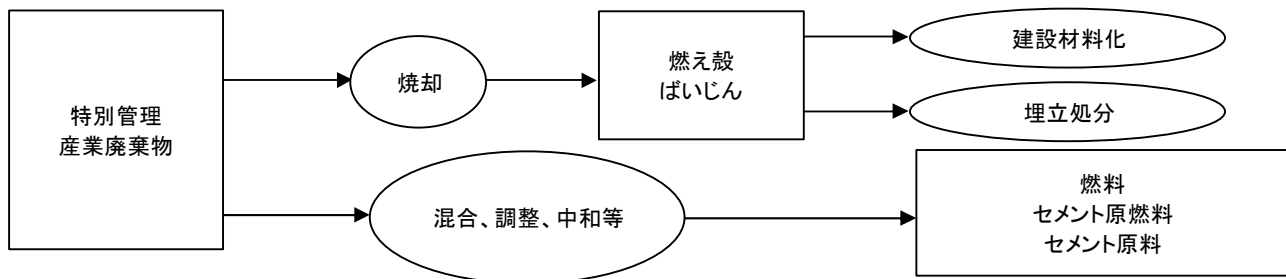 特別管理
産業廃棄物
焼却
燃え殻
ばいじん
建設材料化
埋立処分
混合、調整、中和等
燃料
セメント原燃料
セメント原料